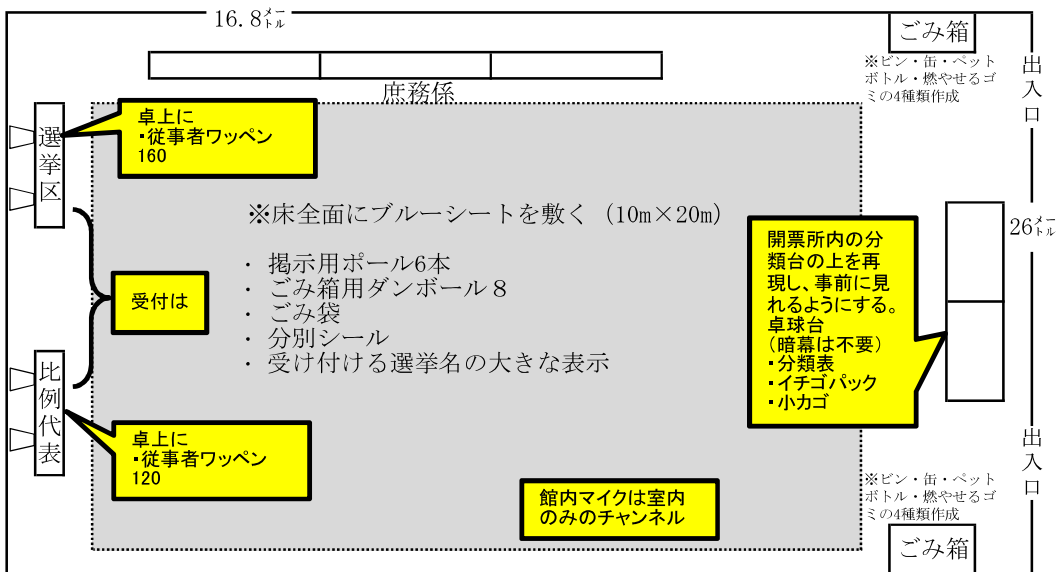 16.8メートル
ごみ箱
※ビン・缶・ペット
ボトル・燃やせるゴ
ミの4種類作成
出入口
庶務係
選挙区
卓上に
・従事者ワッペン
160
※床全面にブルーシートを敷く（10m×20m）
・ 掲示用ポール6本
・ ごみ箱用ダンボール８
・ ごみ袋
・ 分別シール
・ 受け付ける選挙名の大きな表示
受付は
開票所内の分
類台の上を再
現し、事前に見
れるようにする。
卓球台
（暗幕は不要）
・分類表
・イチゴパック
・小カゴ
26メートル
比例代表
卓上に
・従事者ワッペン
120
館内マイクは室内
のみのチャンネル
出入口
※ビン・缶・ペット
ボトル・燃やせるゴ
ミの4種類作成
ごみ箱